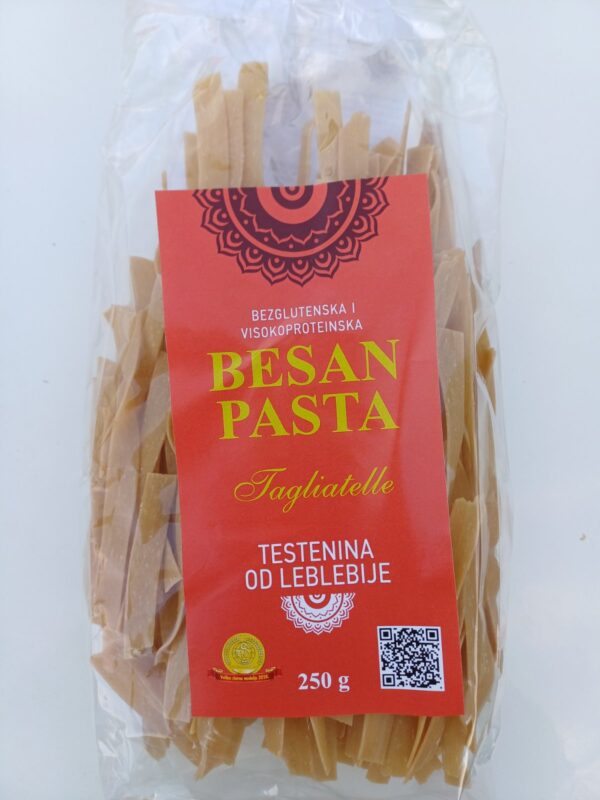 BEZGLUTENSKA I
VISOKOPROTEINSKA
BESAN
PASTA
Tagliatelle
TESTENINA
OD LEBLEBIJE
250 g